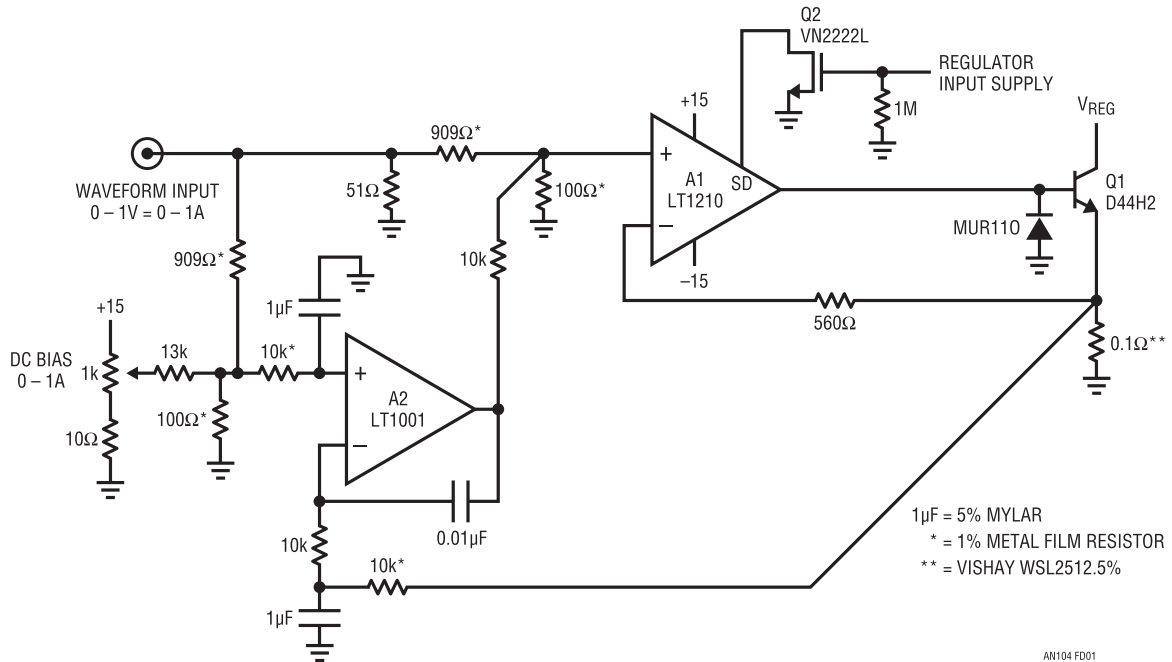 Q2
VN2222L
REGULATOR
INPUT SUPPLY
1M
VREG
+15
909Ω*
WAVEFORM INPUT
0 – 1V = 0 – 1A
51Ω
100Ω*
+
A1
LT1210
SD
–
–15
Q1
D44H2
MUR110
909Ω*
10k
1µF
560Ω
0.1Ω**
+15
DC BIAS
0 – 1A
1k
13k
10k*
+
A2
LT1001
–
100Ω*
10Ω
0.01µF
10k
10k*
1µF
1µF = 5% MYLAR
* = 1% METAL FILM RESISTOR
** = VISHAY WSL2512.5%
AN104 FD01